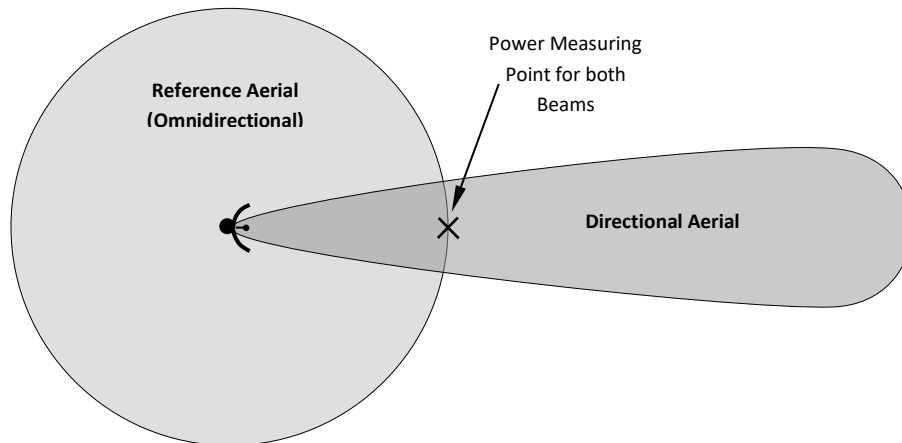 Power Measuring
Point for both
Beams
Reference Aerial
(Omnidirectional)
Directional Aerial